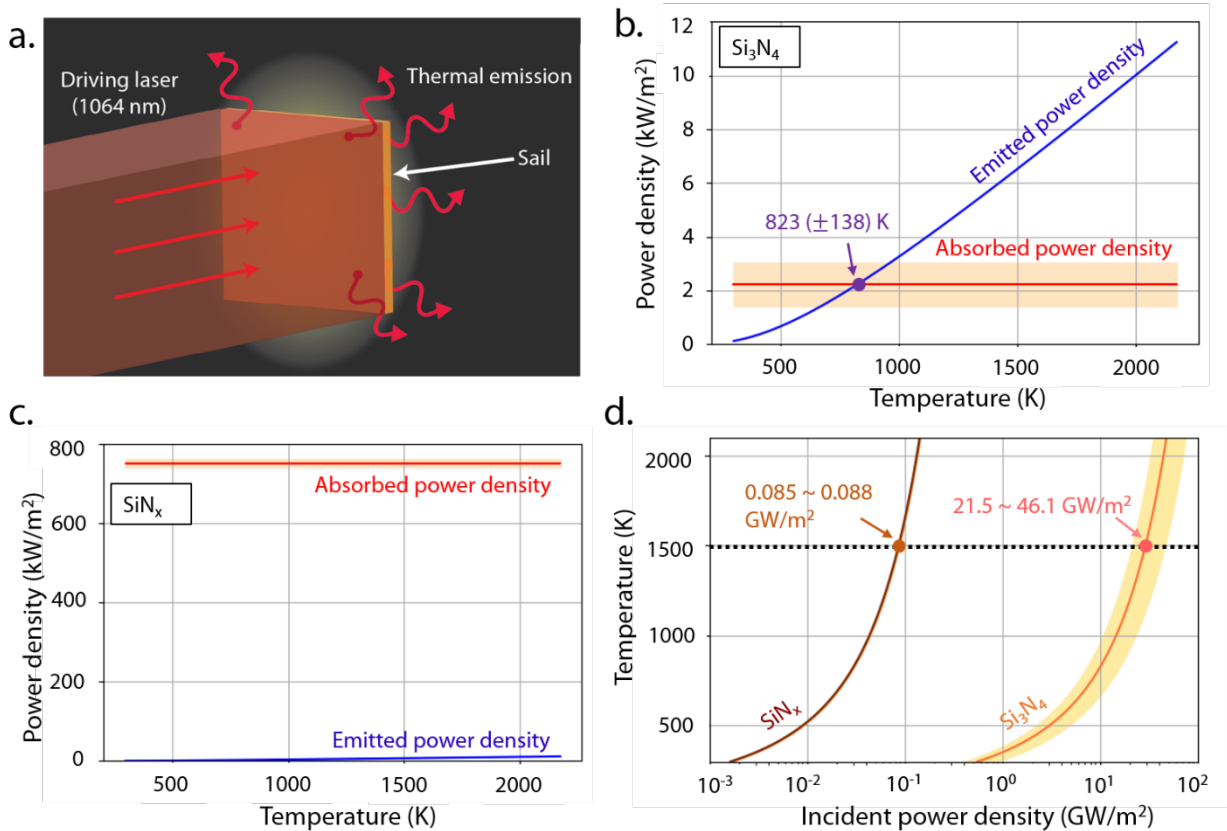 a.
Driving laser
(1064 nm)
Thermal emission
Sail
b.
Si₃N₄
Power density (kW/m²)
12
10
8
6
4
2
0
Emitted power density
823 (±138) K
Absorbed power density
500
1000
1500
2000
Temperature (K)
c.
SiNₓ
Power density (kW/m²)
800
600
400
200
0
Absorbed power density
Emitted power density
500
1000
1500
2000
Temperature (K)
d.
Temperature (K)
2000
1500
1000
500
0.085 ~ 0.088
GW/m²
21.5 ~ 46.1 GW/m²
SiNₓ
Si₃N₄
10⁻³
10⁻²
10⁻¹
10⁰
10¹
10²
Incident power density (GW/m²)